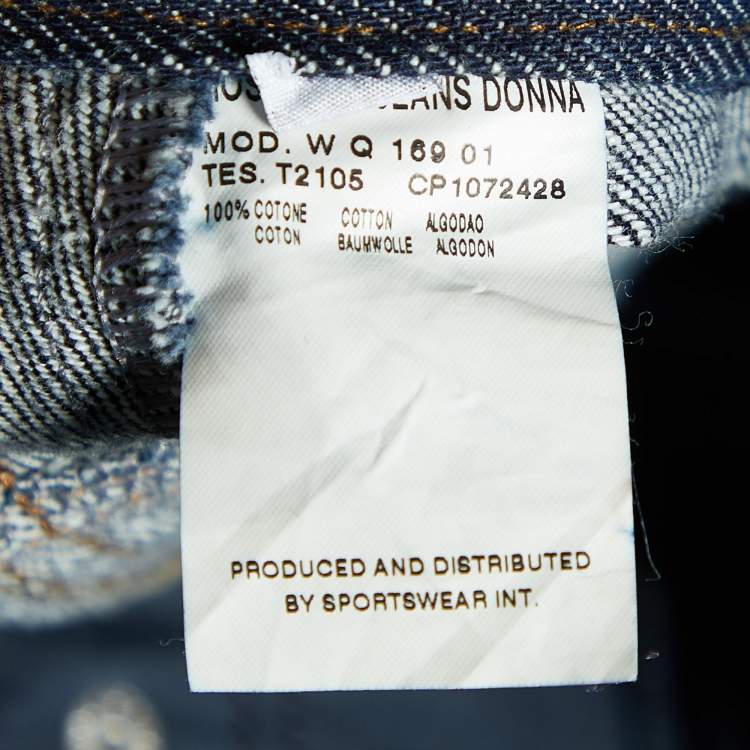 JEANS DONNA
MOD. W Q 169 01
TES. T2105 CP1072428
100% COTONE COTTON ALGODAO
COTON BAUMWOLLE ALGODON
PRODUCED AND DISTRIBUTED
BY SPORTSWEAR INT.